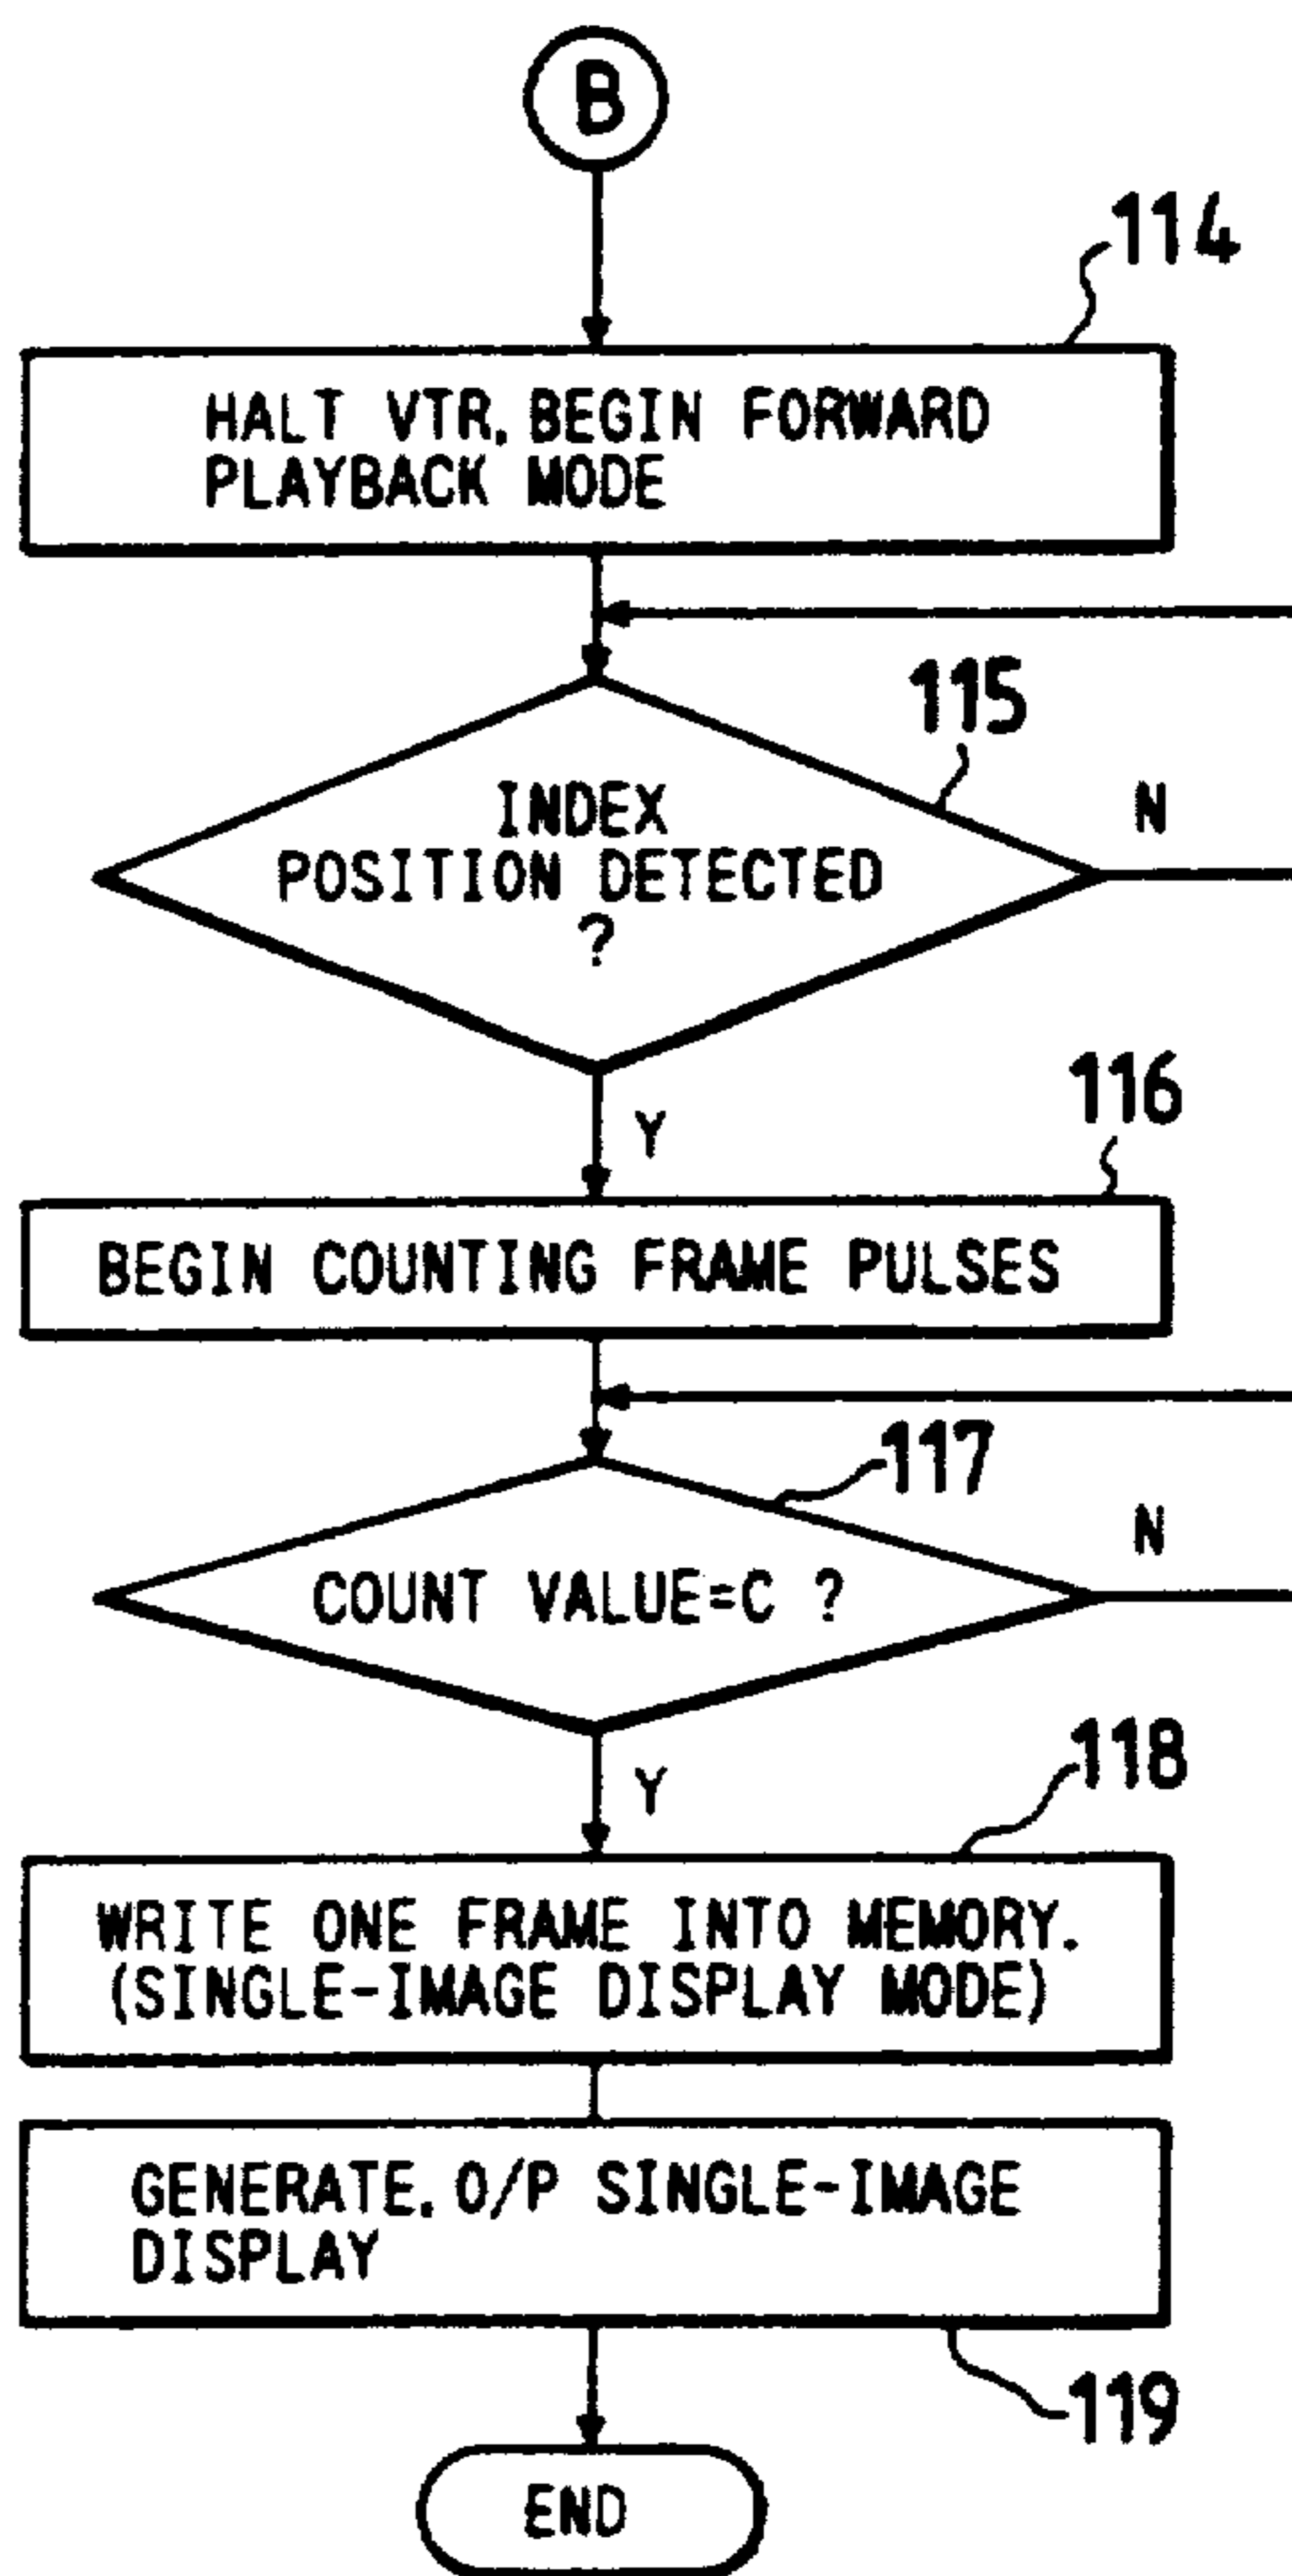 B
114
HALT VTR, BEGIN FORWARD
PLAYBACK MODE
115
INDEX
POSITION DETECTED
?
N
Y
116
BEGIN COUNTING FRAME PULSES
117
COUNT VALUE=C ?
N
Y
118
WRITE ONE FRAME INTO MEMORY.
(SINGLE-IMAGE DISPLAY MODE)
GENERATE, O/P SINGLE-IMAGE
DISPLAY
119
END